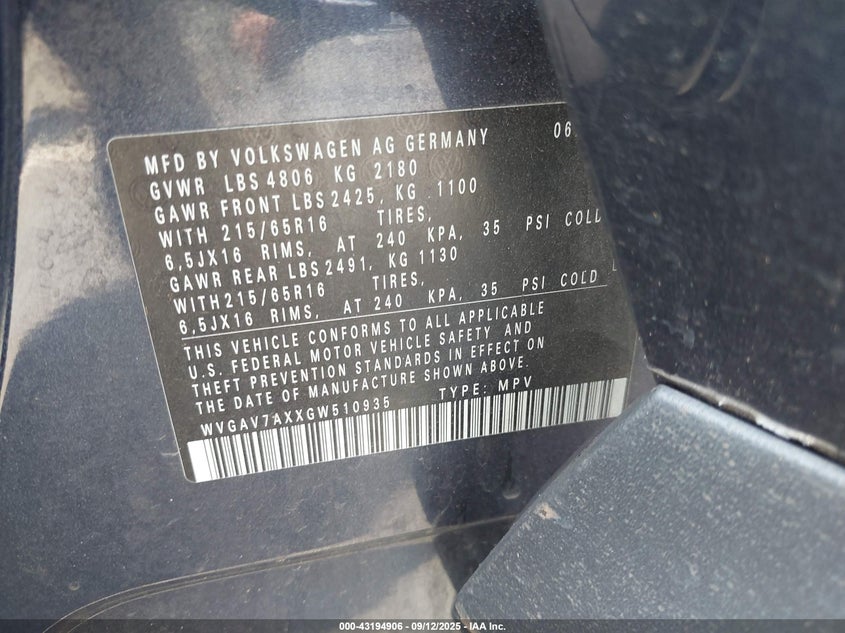 MFD BY VOLKSWAGEN AG GERMANY 06
GVWR LBS 4806 KG 2180
GAWR FRONT LBS 2425, KG 1100
WITH 215/65R16 TIRES,
6,5JX16 RIMS, AT 240 KPA, 35 PSI COLD
GAWR REAR LBS 2491, KG 1130
WITH 215/65R16 TIRES,
6,5JX16 RIMS, AT 240 KPA, 35 PSI COLD
THIS VEHICLE CONFORMS TO ALL APPLICABLE
U.S. FEDERAL MOTOR VEHICLE SAFETY AND
THEFT PREVENTION STANDARDS IN EFFECT ON
THE DATE OF MANUFACTURE SHOWN ABOVE.
WVGAV7AXXGW510935 TYPE: MPV
000-43194906 - 09/12/2025 - IAA Inc.